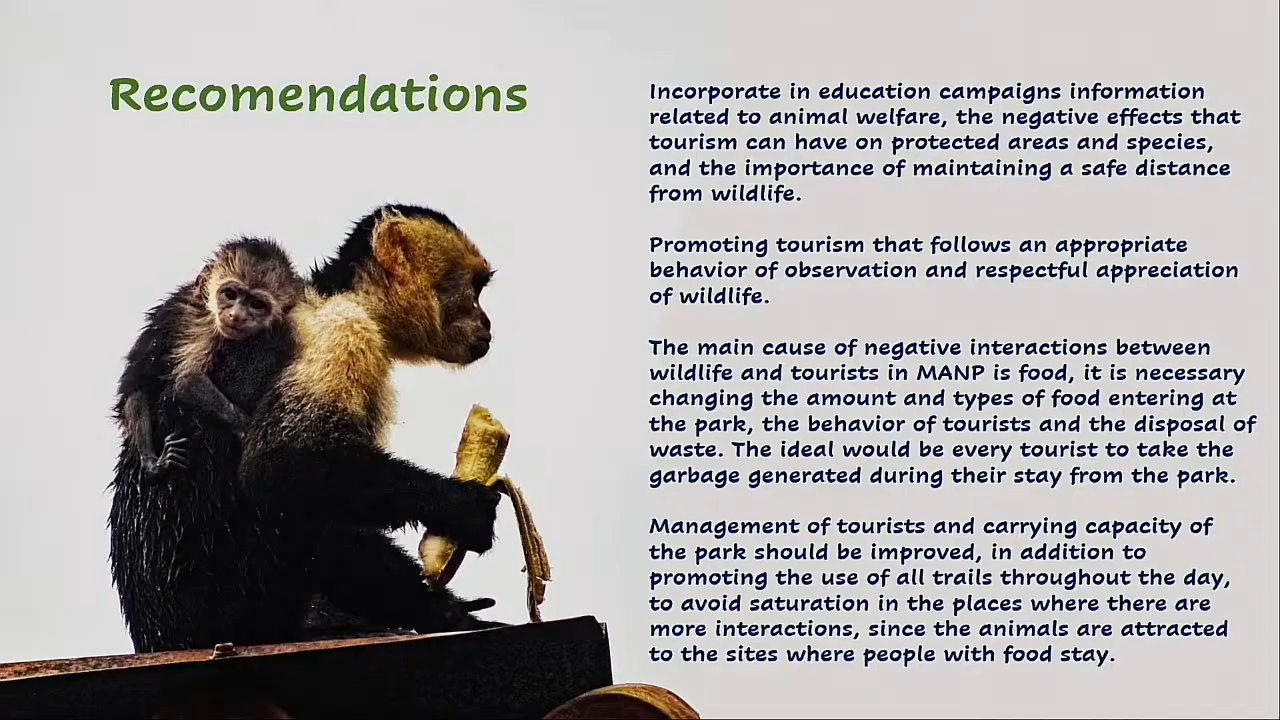 Recomendations
Incorporate in education campaigns information
related to animal welfare, the negative effects that
tourism can have on protected areas and species,
and the importance of maintaining a safe distance
from wildlife.
Promoting tourism that follows an appropriate
behavior of observation and respectful appreciation
of wildlife.
The main cause of negative interactions between
wildlife and tourists in MANP is food, it is necessary
changing the amount and types of food entering at
the park, the behavior of tourists and the disposal of
waste. The ideal would be every tourist to take the
garbage generated during their stay from the park.
Management of tourists and carrying capacity of
the park should be improved, in addition to
promoting the use of all trails throughout the day,
to avoid saturation in the places where there are
more interactions, since the animals are attracted
to the sites where people with food stay.